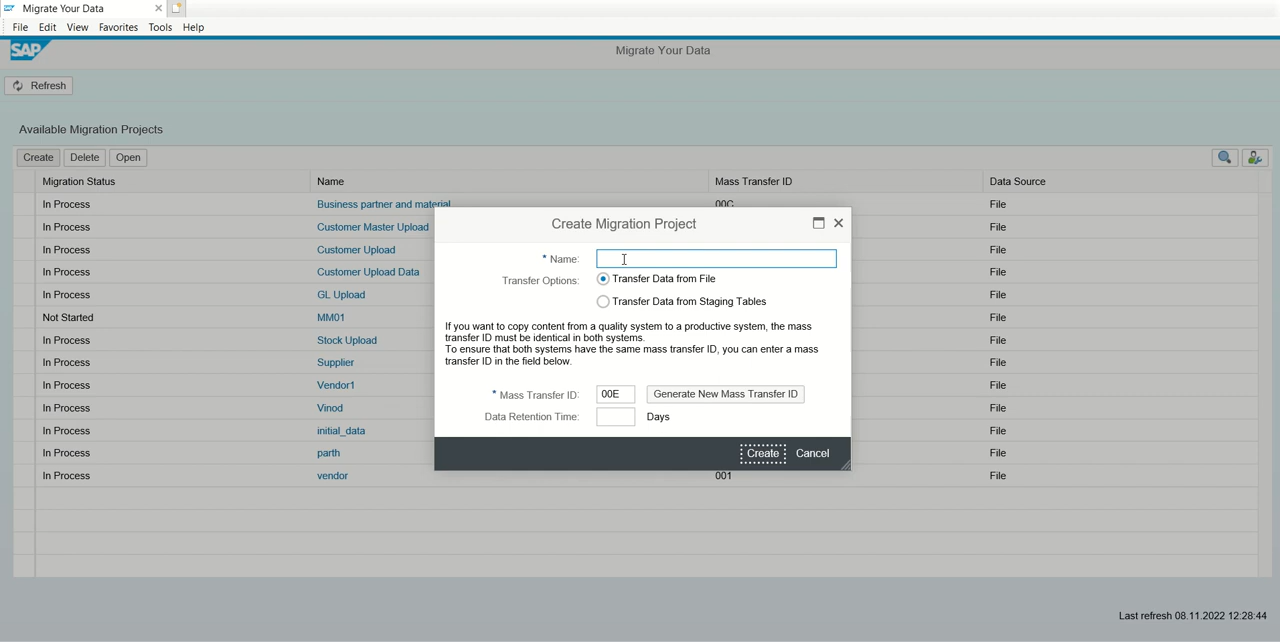 Migrate Your Data
File Edit View Favorites Tools Help
SAP
Migrate Your Data
Refresh
Available Migration Projects
Create Delete Open
Migration Status Name Mass Transfer ID Data Source
In Process Business partner and material 00C File
In Process Customer Master Upload File
In Process Customer Upload File
In Process Customer Upload Data File
In Process GL Upload File
Not Started MM01 File
In Process Stock Upload File
In Process Supplier File
In Process Vendor1 File
In Process Vinod File
In Process initial_data File
In Process parth File
In Process vendor 001 File
Create Migration Project
* Name:
Transfer Options: Transfer Data from File
Transfer Data from Staging Tables
If you want to copy content from a quality system to a productive system, the mass
transfer ID must be identical in both systems.
To ensure that both systems have the same mass transfer ID, you can enter a mass
transfer ID in the field below.
* Mass Transfer ID: 00E Generate New Mass Transfer ID
Data Retention Time: Days
Create Cancel
Last refresh 08.11.2022 12:28:44